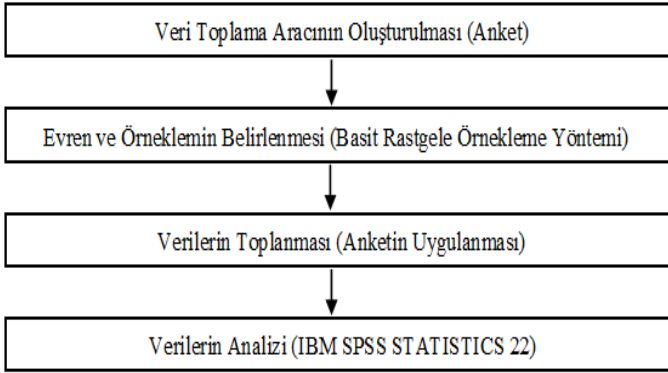 Veri Toplama Aracının Oluşturulması (Anket)
Evren ve Örneklemin Belirlenmesi (Basit Rastgele Örnekleme Yöntemi)
Verilerin Toplanması (Anketin Uygulanması)
Verilerin Analizi (IBM SPSS STATISTICS 22)